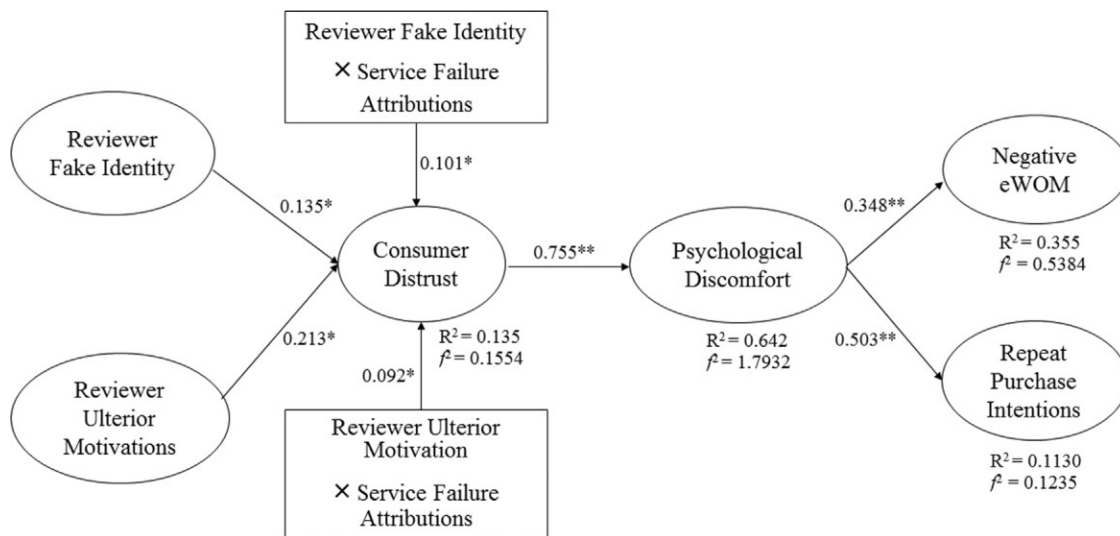 Reviewer Fake Identity
× Service Failure
Attributions
Reviewer
Fake Identity
0.135*
0.101*
Consumer
Distrust
R² = 0.135
f² = 0.1554
0.755**
Psychological
Discomfort
R² = 0.642
f² = 1.7932
0.348**
Negative
eWOM
R² = 0.355
f² = 0.5384
0.503**
Repeat
Purchase
Intentions
R² = 0.1130
f² = 0.1235
Reviewer
Ulterior
Motivations
0.213*
0.092*
Reviewer Ulterior
Motivation
× Service Failure
Attributions